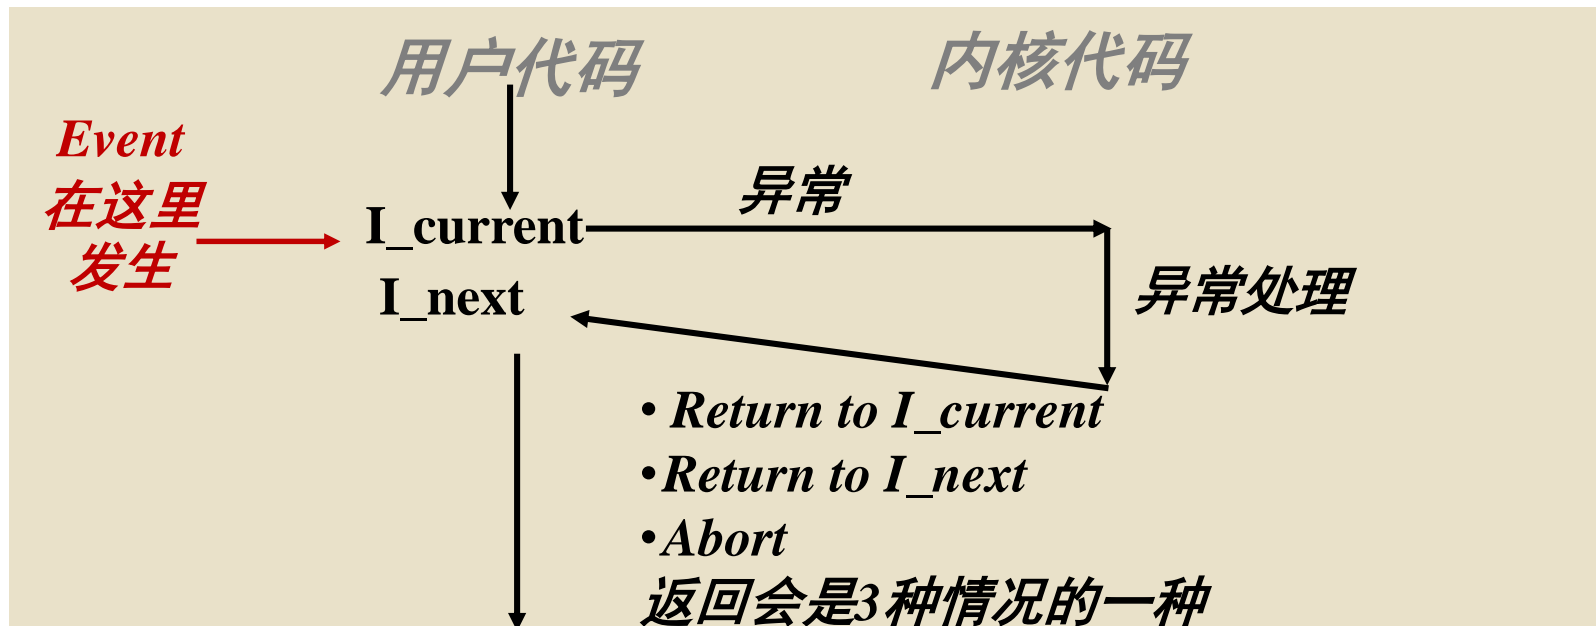 用户代码
内核代码
Event
在这里
发生
异常
I_current
I_next
异常处理
• Return to I_current
•Return to I_next
•Abort
返回会是3种情况的一种